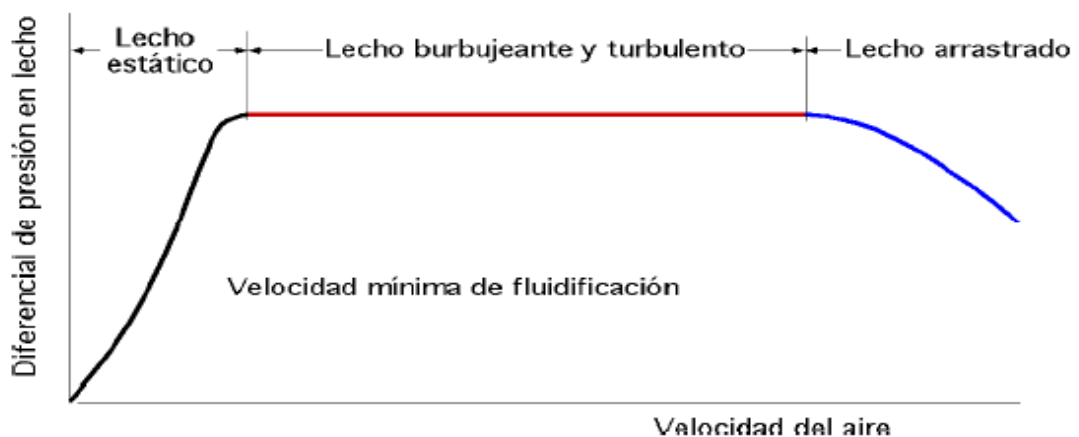 Lecho
estático
Lecho burbujeante y turbulento
Lecho arrastrado
Diferencial de presión en lecho
Velocidad mínima de fluidificación
Velocidad del aire